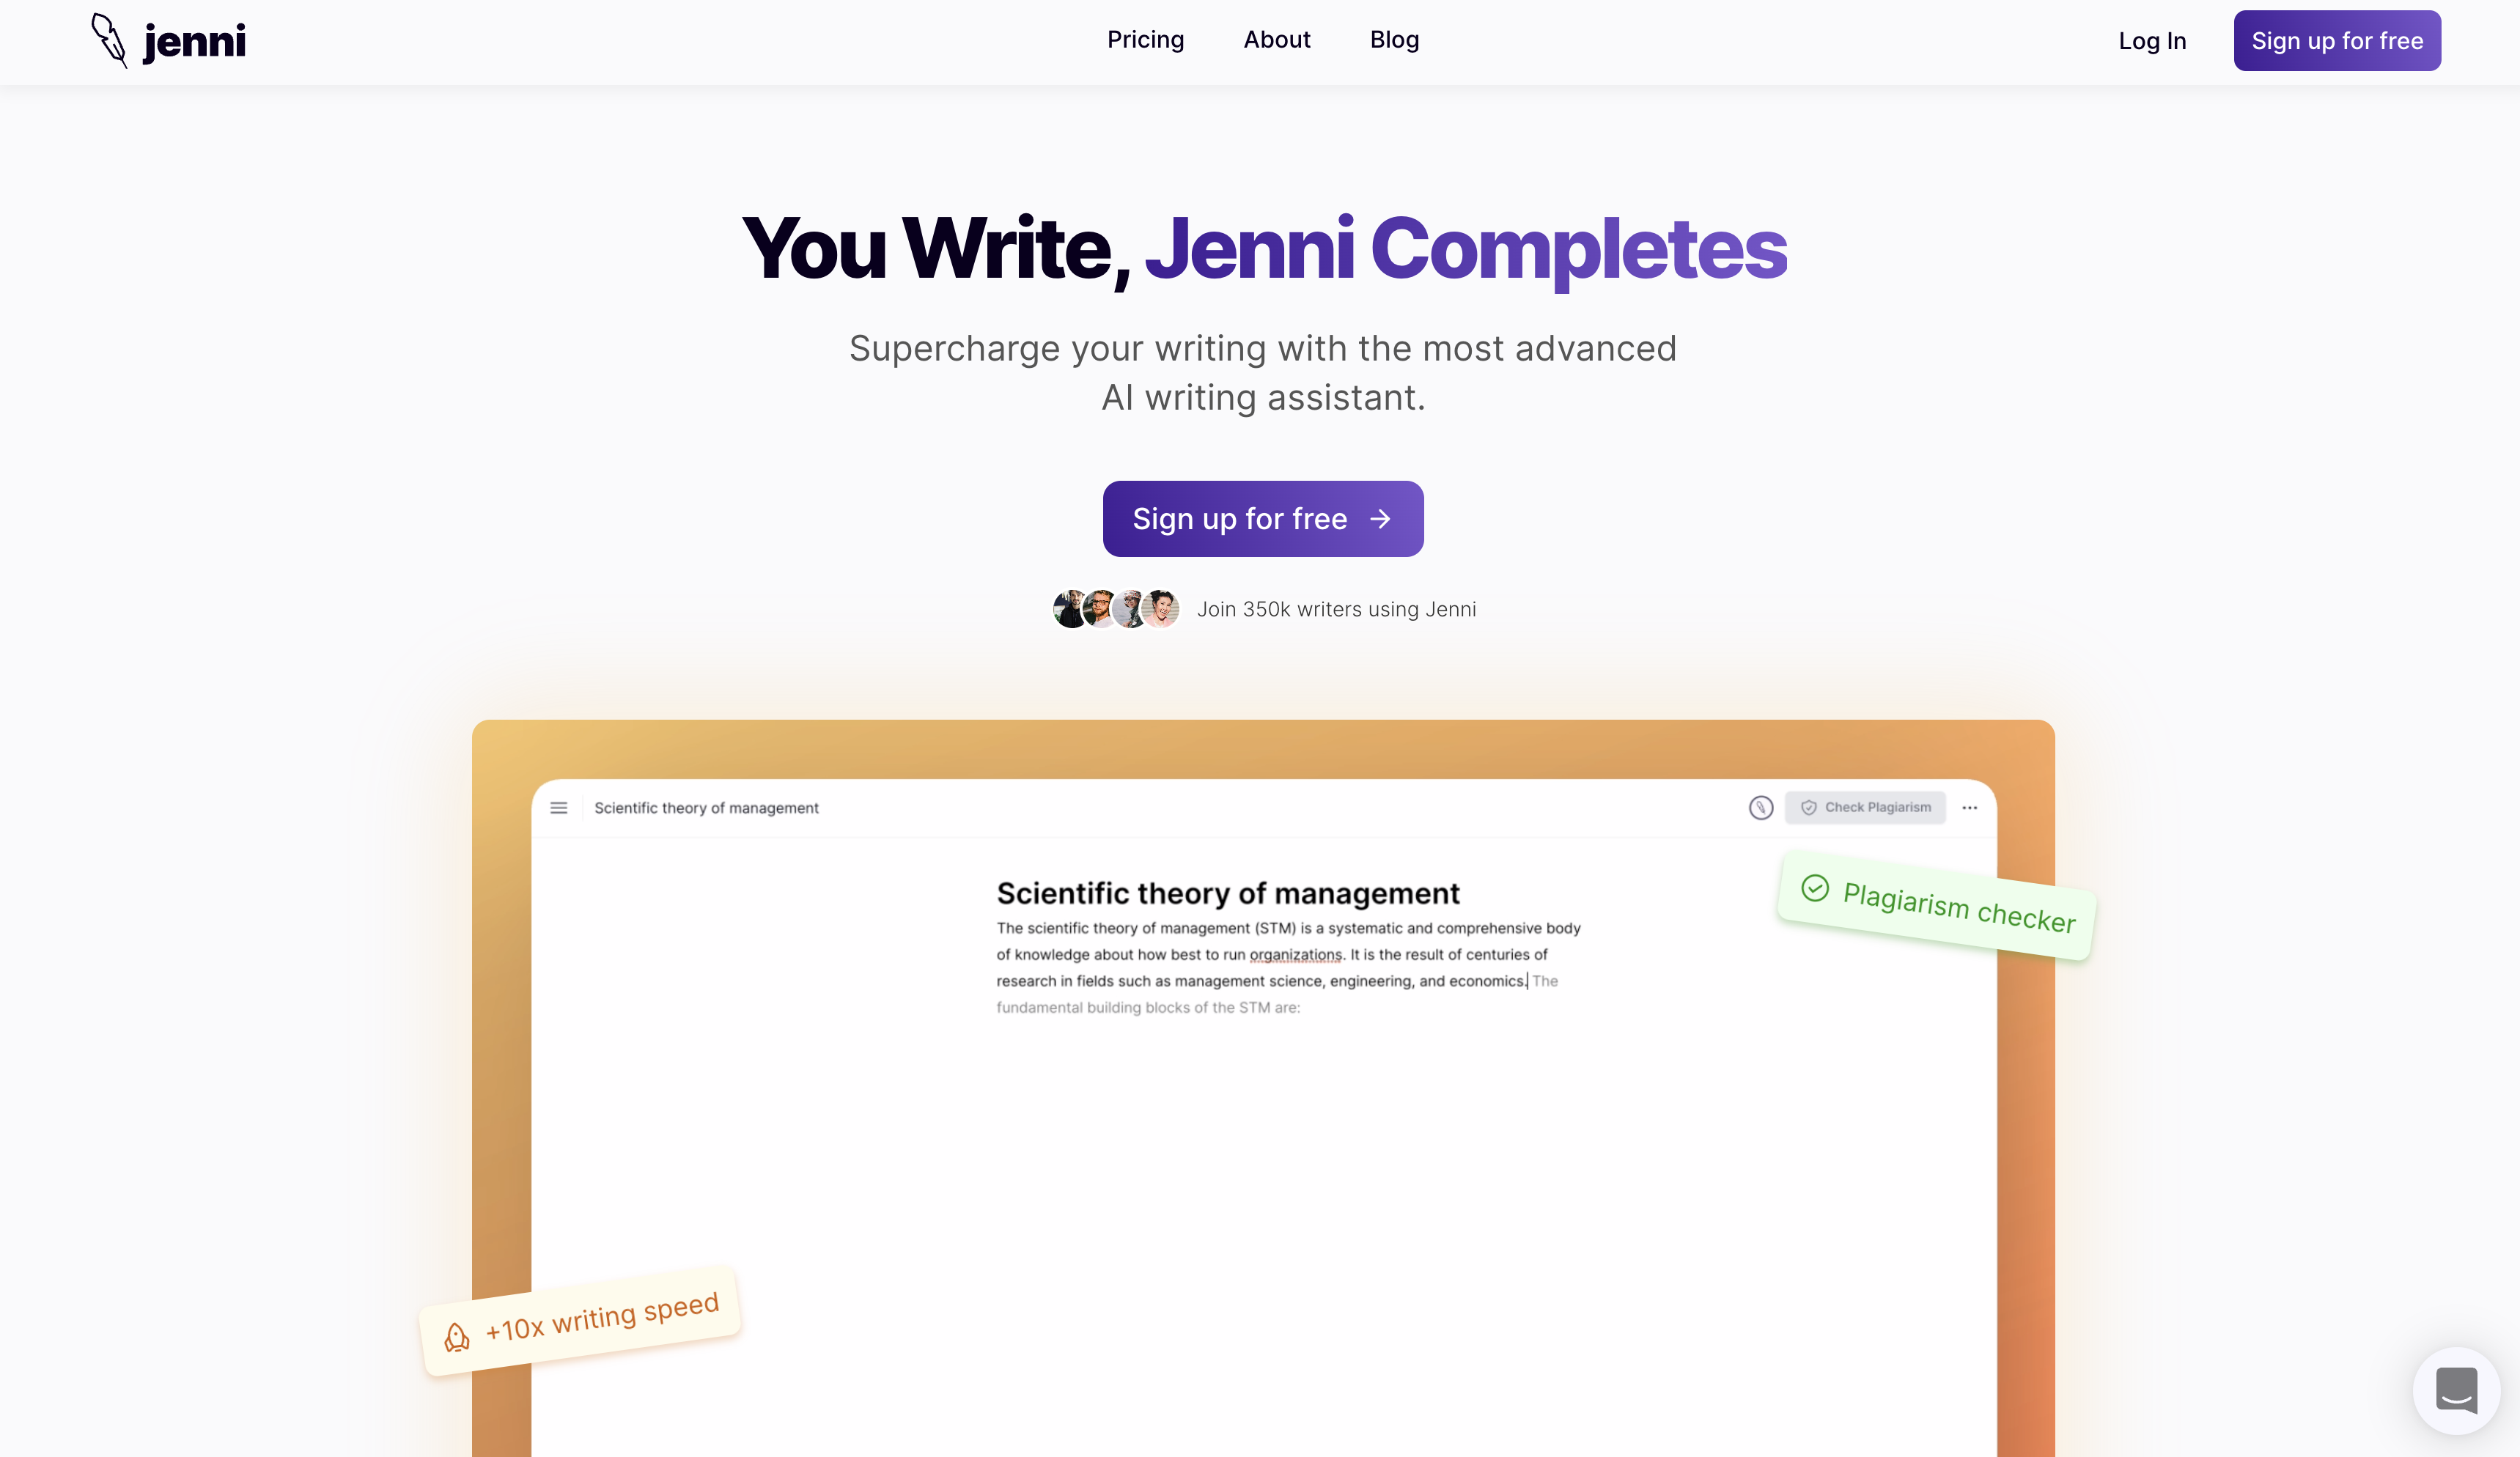 jenni
Pricing
About
Blog
Log In
Sign up for free
You Write, Jenni Completes
Supercharge your writing with the most advanced
AI writing assistant.
Sign up for free
Join 350k writers using Jenni
Scientific theory of management
Check Plagiarism
Plagiarism checker
Scientific theory of management
The scientific theory of management (STM) is a systematic and comprehensive body
of knowledge about how best to run organizations. It is the result of centuries of
research in fields such as management science, engineering, and economics. The
fundamental building blocks of the STM are:
+10x writing speed